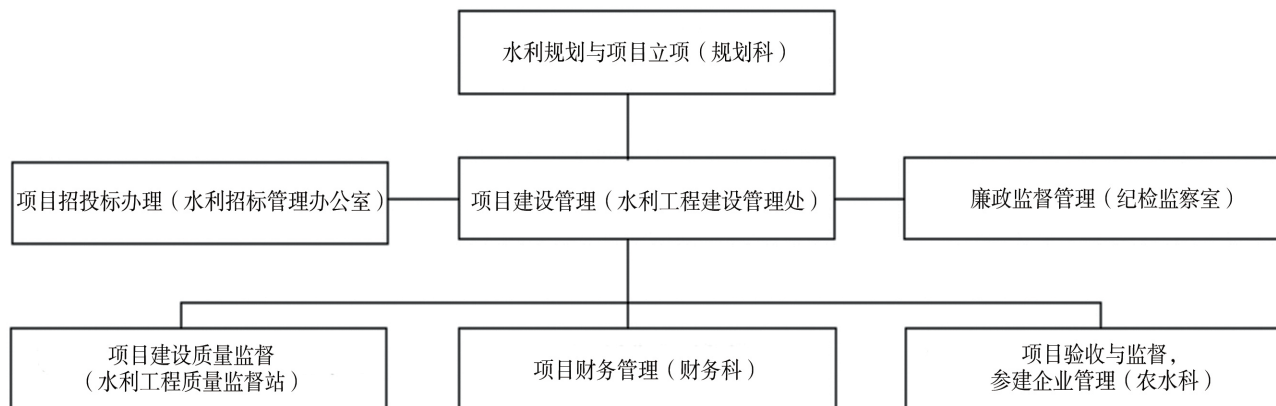 水利规划与项目立项（规划科）
项目招投标办理（水利招标管理办公室）
项目建设管理（水利工程建设管理处）
廉政监督管理（纪检监察室）
项目建设质量监督
（水利工程质量监督站）
项目财务管理（财务科）
项目验收与监督，
参建企业管理（农水科）